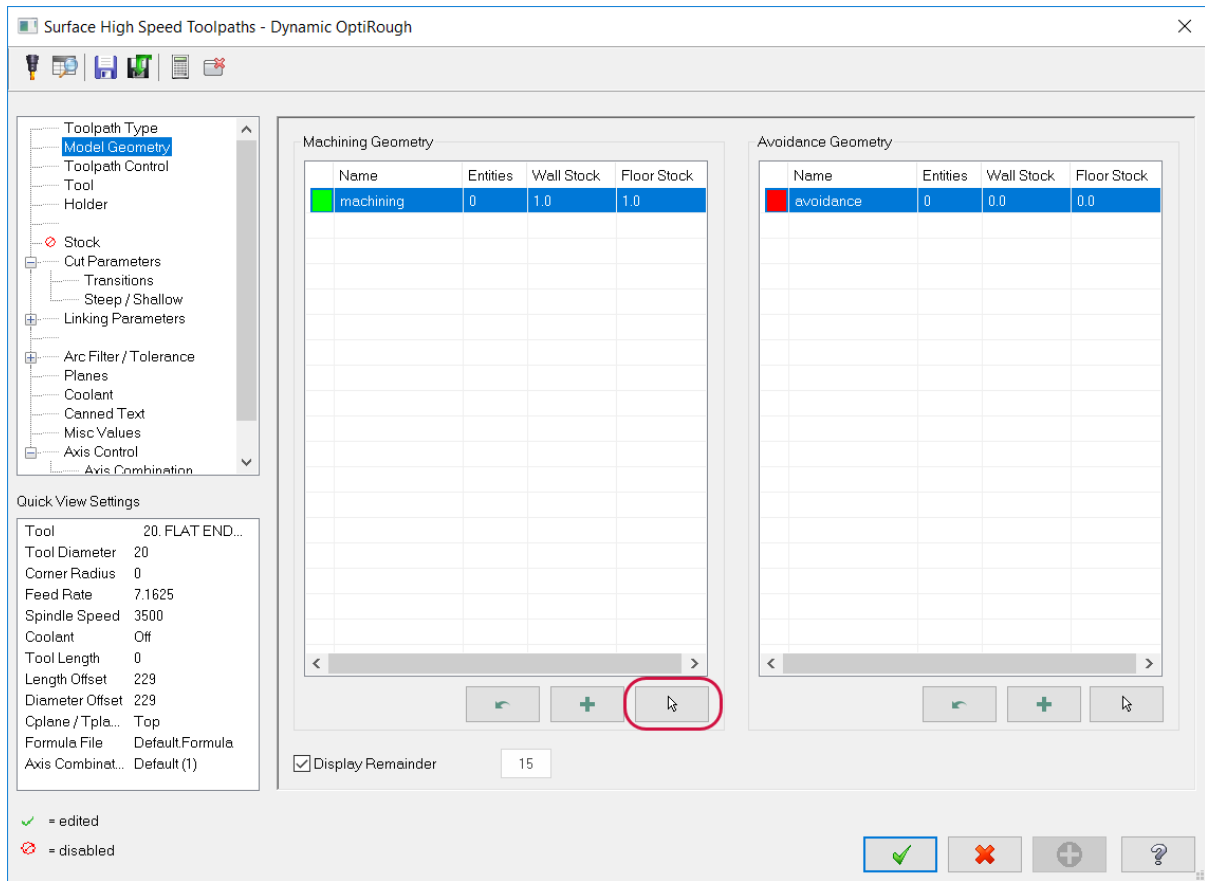 Surface High Speed Toolpaths - Dynamic OptiRough
Toolpath Type
Model Geometry
Toolpath Control
Tool
Holder
Stock
Cut Parameters
Transitions
Steep / Shallow
Linking Parameters
Arc Filter / Tolerance
Planes
Coolant
Canned Text
Misc Values
Axis Control
Axis Combination
Quick View Settings
Tool 20. FLAT END...
Tool Diameter 20
Corner Radius 0
Feed Rate 7.1625
Spindle Speed 3500
Coolant Off
Tool Length 0
Length Offset 229
Diameter Offset 229
Cplane / Tpla... Top
Formula File Default.Formula
Axis Combinat... Default (1)
= edited
= disabled
Machining Geometry
Name Entities Wall Stock Floor Stock
machining 0 1.0 1.0
Display Remainder 15
Avoidance Geometry
Name Entities Wall Stock Floor Stock
avoidance 0 0.0 0.0